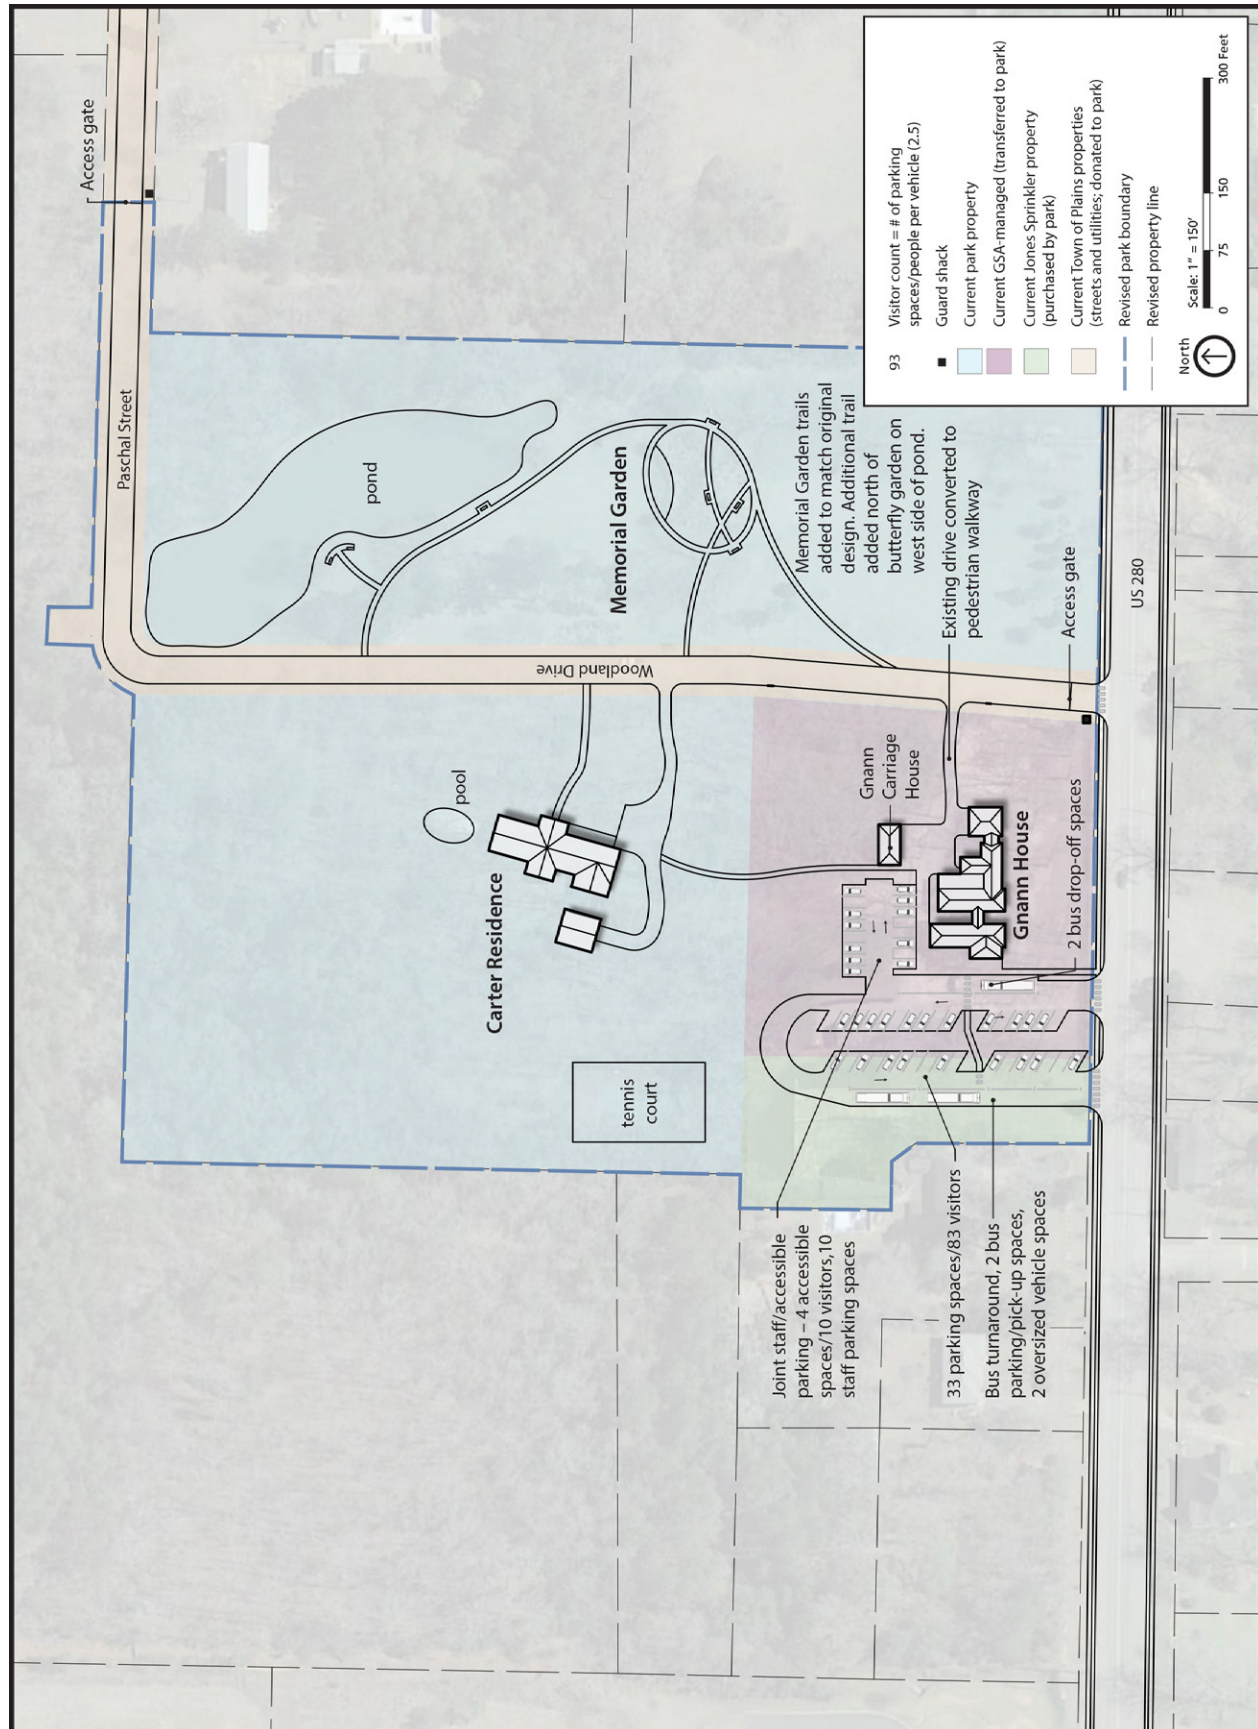 Access gate
Paschal Street
pond
Woodland Drive
Memorial Garden
Memorial Garden trails
added to match original
design. Additional trail
added north of
butterfly garden on
west side of pond.
Existing drive converted to
pedestrian walkway
Access gate
US 280
pool
Carter Residence
Gnann
Carriage
House
Gnann House
2 bus drop-off spaces
tennis
court
Joint staff/accessible
parking – 4 accessible
spaces/10 visitors,10
staff parking spaces
33 parking spaces/83 visitors
Bus turnaround, 2 bus
parking/pick-up spaces,
2 oversized vehicle spaces
93 Visitor count = # of parking
spaces/people per vehicle (2.5)
Guard shack
Current park property
Current GSA-managed (transferred to park)
Current Jones Sprinkler property
(purchased by park)
Current Town of Plains properties
(streets and utilities; donated to park)
Revised park boundary
Revised property line
North
Scale: 1" = 150'
0 75 150 300 Feet